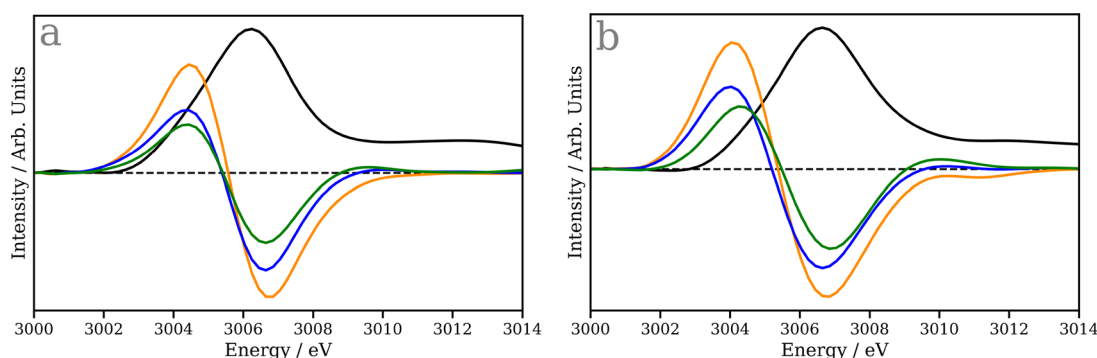 a
Intensity / Arb. Units
3000 3002 3004 3006 3008 3010 3012 3014
Energy / eV
b
Intensity / Arb. Units
3000 3002 3004 3006 3008 3010 3012 3014
Energy / eV